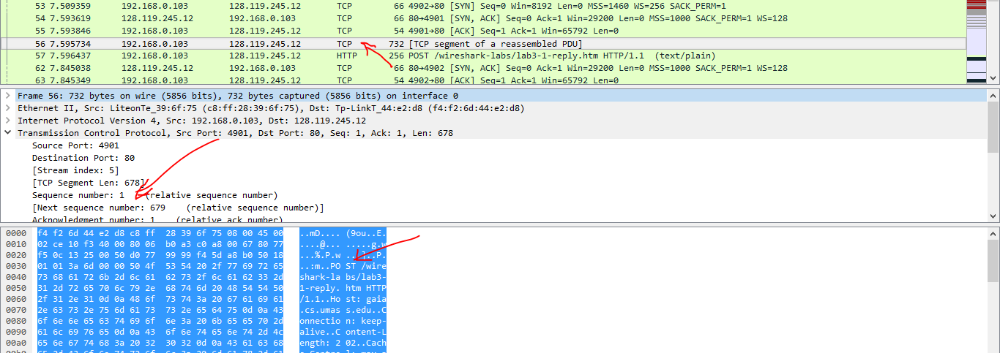 53 7.509359 192.168.0.103 128.119.245.12 TCP 66 4902→80 [SYN] Seq=0 Win=8192 Len=0 MSS=1460 WS=256 SACK_PERM=1
54 7.593619 192.168.0.103 128.119.245.12 TCP 66 80→4901 [SYN, ACK] Seq=0 Ack=1 Win=29200 Len=0 MSS=1000 SACK_PERM=1 WS=128
55 7.593846 192.168.0.103 128.119.245.12 TCP 54 4901→80 [ACK] Seq=1 Ack=1 Win=65792 Len=0
56 7.595734 192.168.0.103 128.119.245.12 TCP 732 [TCP segment of a reassembled PDU]
57 7.596437 192.168.0.103 128.119.245.12 HTTP 256 POST /wireshark-labs/lab3-1-reply.htm HTTP/1.1 (text/plain)
62 7.845038 192.168.0.103 128.119.245.12 TCP 66 80→4902 [SYN, ACK] Seq=0 Ack=1 Win=29200 Len=0 MSS=1000 SACK_PERM=1 WS=128
63 7.845349 192.168.0.103 128.119.245.12 TCP 54 4902→80 [ACK] Seq=1 Ack=1 Win=65792 Len=0
Frame 56: 732 bytes on wire (5856 bits), 732 bytes captured (5856 bits) on interface 0
Ethernet II, Src: LiteonTe_39:6f:75 (c8:ff:28:39:6f:75), Dst: Tp-LinkT_44:e2:d8 (f4:f2:6d:44:e2:d8)
Internet Protocol Version 4, Src: 192.168.0.103, Dst: 128.119.245.12
Transmission Control Protocol, Src Port: 4901, Dst Port: 80, Seq: 1, Ack: 1, Len: 678
Source Port: 4901
Destination Port: 80
[Stream index: 5]
[TCP Segment Len: 678]
Sequence number: 1 (relative sequence number)
[Next sequence number: 679 (relative sequence number)]
Acknowledgment number: 1 (relative ack number)
0000 f4 f2 6d 44 e2 d8 c8 ff 28 39 6f 75 08 00 45 00 ..mD.... (9ou..E.
0010 02 ce 10 f3 40 00 80 06 b0 a3 c0 a8 00 67 80 77 ....@... .....g.w
0020 f5 0c 13 25 00 50 d0 77 99 99 f4 5d a8 b0 50 18 ...%.P.w ...]..P.
0030 01 01 3a 6d 00 00 50 4f 53 54 20 2f 77 69 72 65 ..:m..PO ST /wire
0040 73 68 61 72 6b 2d 6c 61 62 73 2f 6c 61 62 33 2d shark-la bs/lab3-
0050 31 2d 72 65 70 6c 79 2e 68 74 6d 20 48 54 54 50 1-reply. htm HTTP
0060 2f 31 2e 31 0d 0a 48 6f 73 74 3a 20 67 61 69 61 /1.1..Ho st: gaia
0070 2e 63 73 2e 75 6d 61 73 73 2e 65 64 75 0d 0a 43 .cs.umas s.edu..C
0080 6f 6e 6e 65 63 74 69 6f 6e 3a 20 6b 65 65 70 2d onnectio n: keep-
0090 61 6c 69 76 65 0d 0a 43 6f 6e 74 65 6e 74 2d 4c alive..C ontent-L
00a0 65 6e 67 74 68 3a 20 32 30 32 0d 0a 43 61 63 68 ength: 2 02..Cach